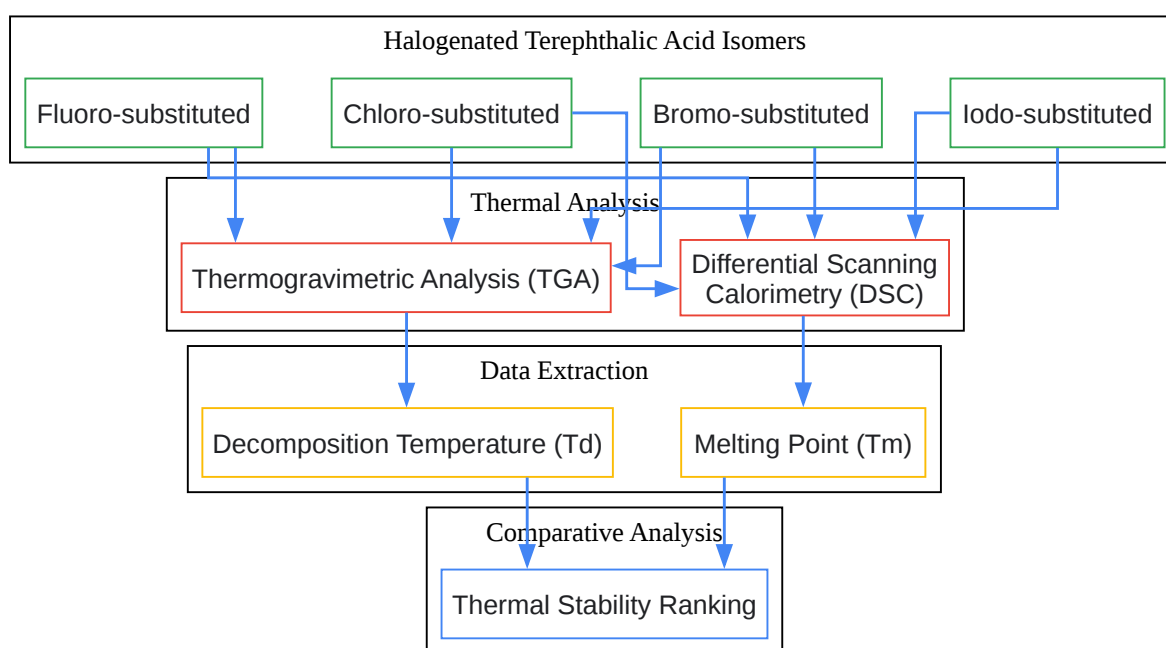 Halogenated Terephthalic Acid Isomers
Fluoro-substituted
Chloro-substituted
Bromo-substituted
Iodo-substituted
Thermal Analysis
Thermogravimetric Analysis (TGA)
Differential Scanning
Calorimetry (DSC)
Data Extraction
Decomposition Temperature (Td)
Melting Point (Tm)
Comparative Analysis
Thermal Stability Ranking